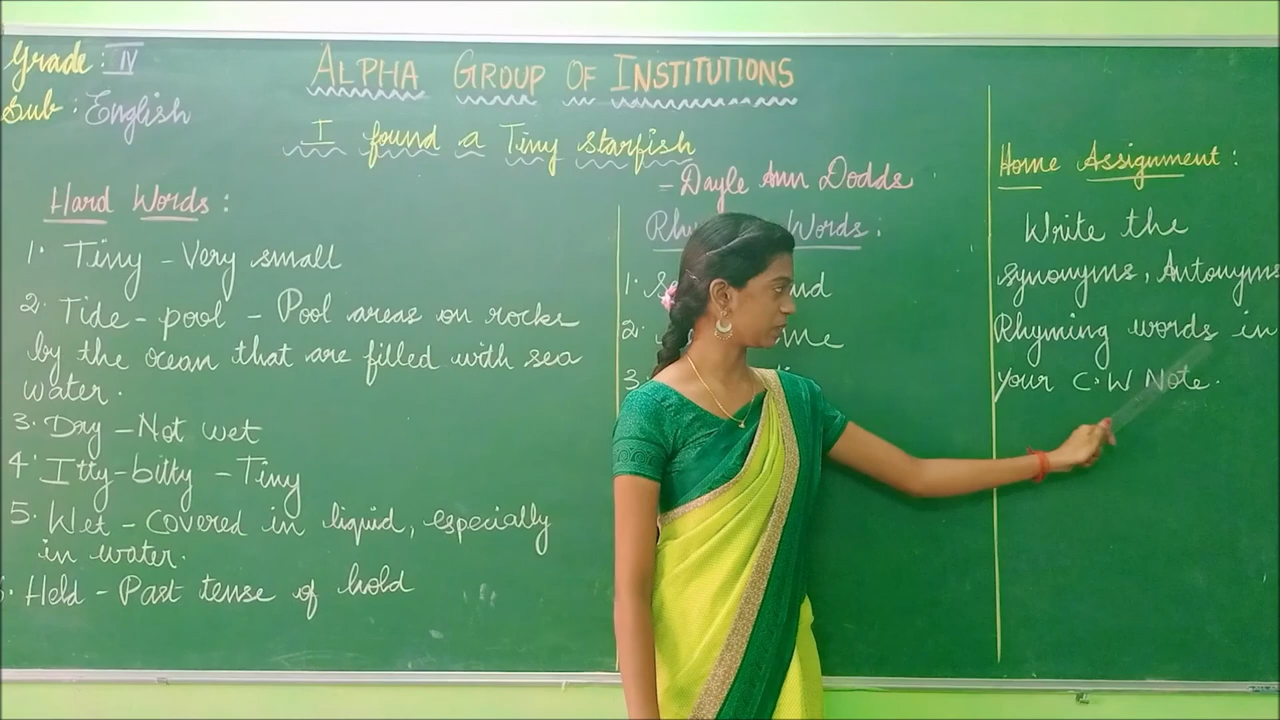 Grade: IV
Sub: English
ALPHA GROUP OF INSTITUTIONS
I found a Tiny starfish
- Dayle Ann Dodds
Hard Words:
1. Tiny - Very small
2. Tide-pool - Pool areas on rocks
by the ocean that are filled with sea
water.
3. Dry - Not wet
4. Itty-bitty - Tiny
5. Wet - Covered in liquid, especially
in water.
6. Held - Past tense of hold
Words:
1.
2.
3.
Home Assignment:
Write the
synonyms, Antonyms
Rhyming words in
your C.W Note.